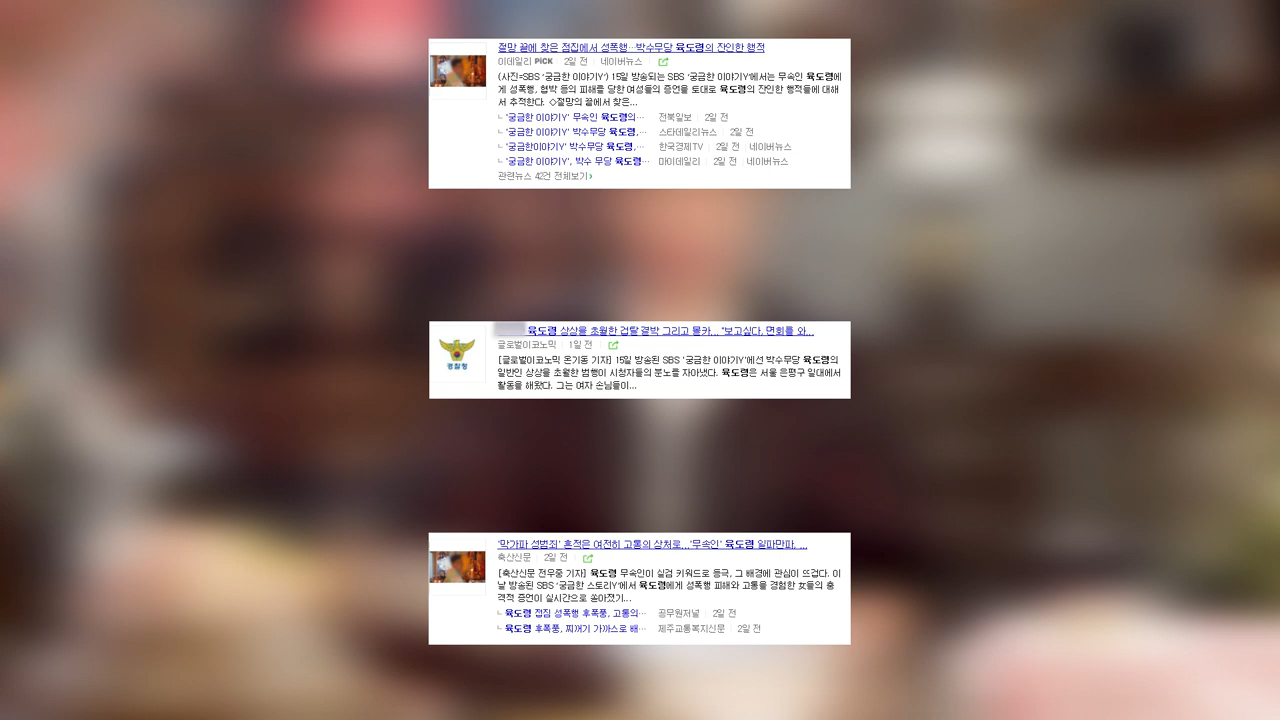 절망 끝에 찾은 점집에서 성폭행…박수무당 육도령의 잔인한 행적
이데일리 PiCK 2일 전 네이버뉴스
(사진=SBS '궁금한 이야기Y') 15일 방송되는 SBS '궁금한 이야기Y'에서는 무속인 육도령에
게 성폭행, 협박 등의 피해를 당한 여성들의 증언을 토대로 육도령의 잔인한 행적들에 대해
서 추적한다. ◇절망의 끝에서 찾은...
'궁금한 이야기Y' 무속인 육도령의… 전북일보 2일 전
'궁금한 이야기Y' 박수무당 육도령,… 스타데일리뉴스 2일 전
'궁금한이야기Y' 박수무당 육도령,… 한국경제TV 2일 전 네이버뉴스
'궁금한 이야기Y', 박수 무당 육도령… 마이데일리 2일 전 네이버뉴스
관련뉴스 42건 전체보기
육도령 상상을 초월한 겁탈 결박 그리고 몰카... "보고싶다, 면회를 와...
글로벌이코노믹 1일 전
[글로벌이코노믹 온기동 기자] 15일 방송된 SBS '궁금한 이야기Y'에선 박수무당 육도령의
일반인 상상을 초월한 범행이 시청자들의 분노를 자아냈다. 육도령은 서울 은평구 일대에서
활동을 해왔다. 그는 여자 손님들이...
경찰청
'막가파 성범죄' 흔적은 여전히 고통의 상처로...'무속인' 육도령 일파만파, ...
축산신문 2일 전
[축산신문 전우중 기자] 육도령 무속인이 실검 키워드로 등극, 그 배경에 관심이 뜨겁다. 이
날 방송된 SBS '궁금한 스토리Y'에서 육도령에게 성폭행 피해와 고통을 경험한 女들의 충
격적 증언이 실시간으로 쏟아졌기...
육도령 접집 성폭행 후폭풍, 고통의… 공무원저널 2일 전
육도령 후폭풍, 찌꺼기 가까스로 배… 제주교통복지신문 2일 전